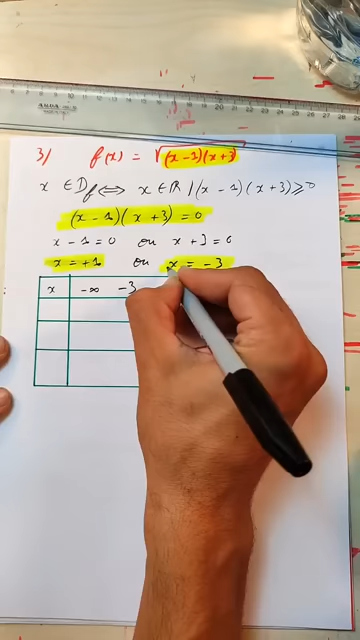 3/ f(x) = √(x-1)(x+3)
x ∈ Df ⟺ x ∈ ℝ / (x-1)(x+3) ⩾ 0
(x-1)(x+3) = 0
x - 1 = 0 ou x + 3 = 0
x = +1 ou x = -3
x -∞ -3